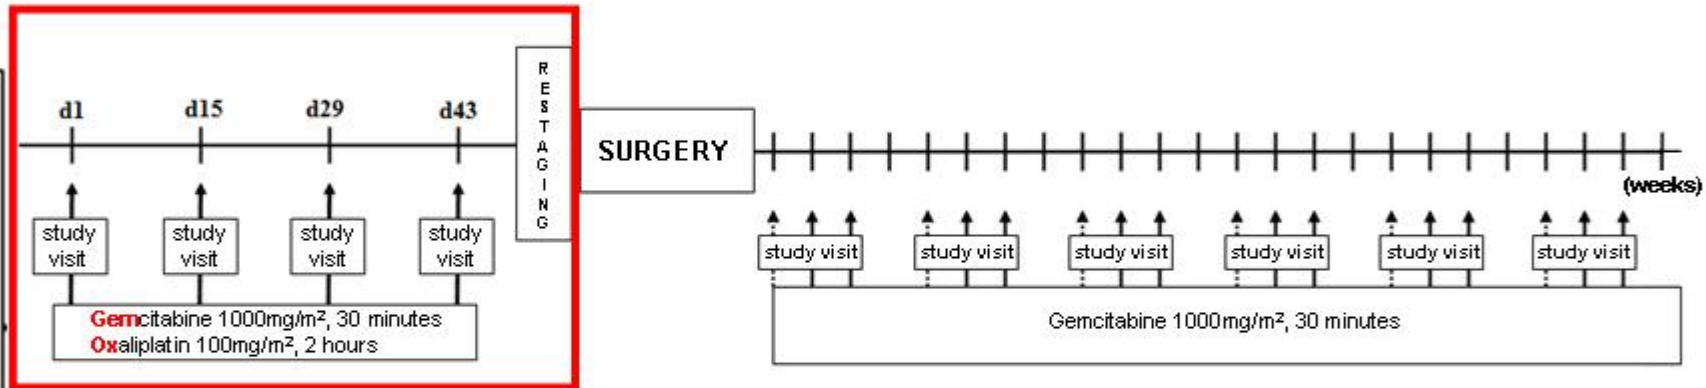 d1
d15
d29
d43
R
E
S
T
A
G
I
N
G
SURGERY
(weeks)
study
visit
study
visit
study
visit
study
visit
study visit
study visit
study visit
study visit
study visit
study visit
Gemcitabine 1000mg/m², 30 minutes
Oxaliplatin 100mg/m², 2 hours
Gemcitabine 1000mg/m², 30 minutes